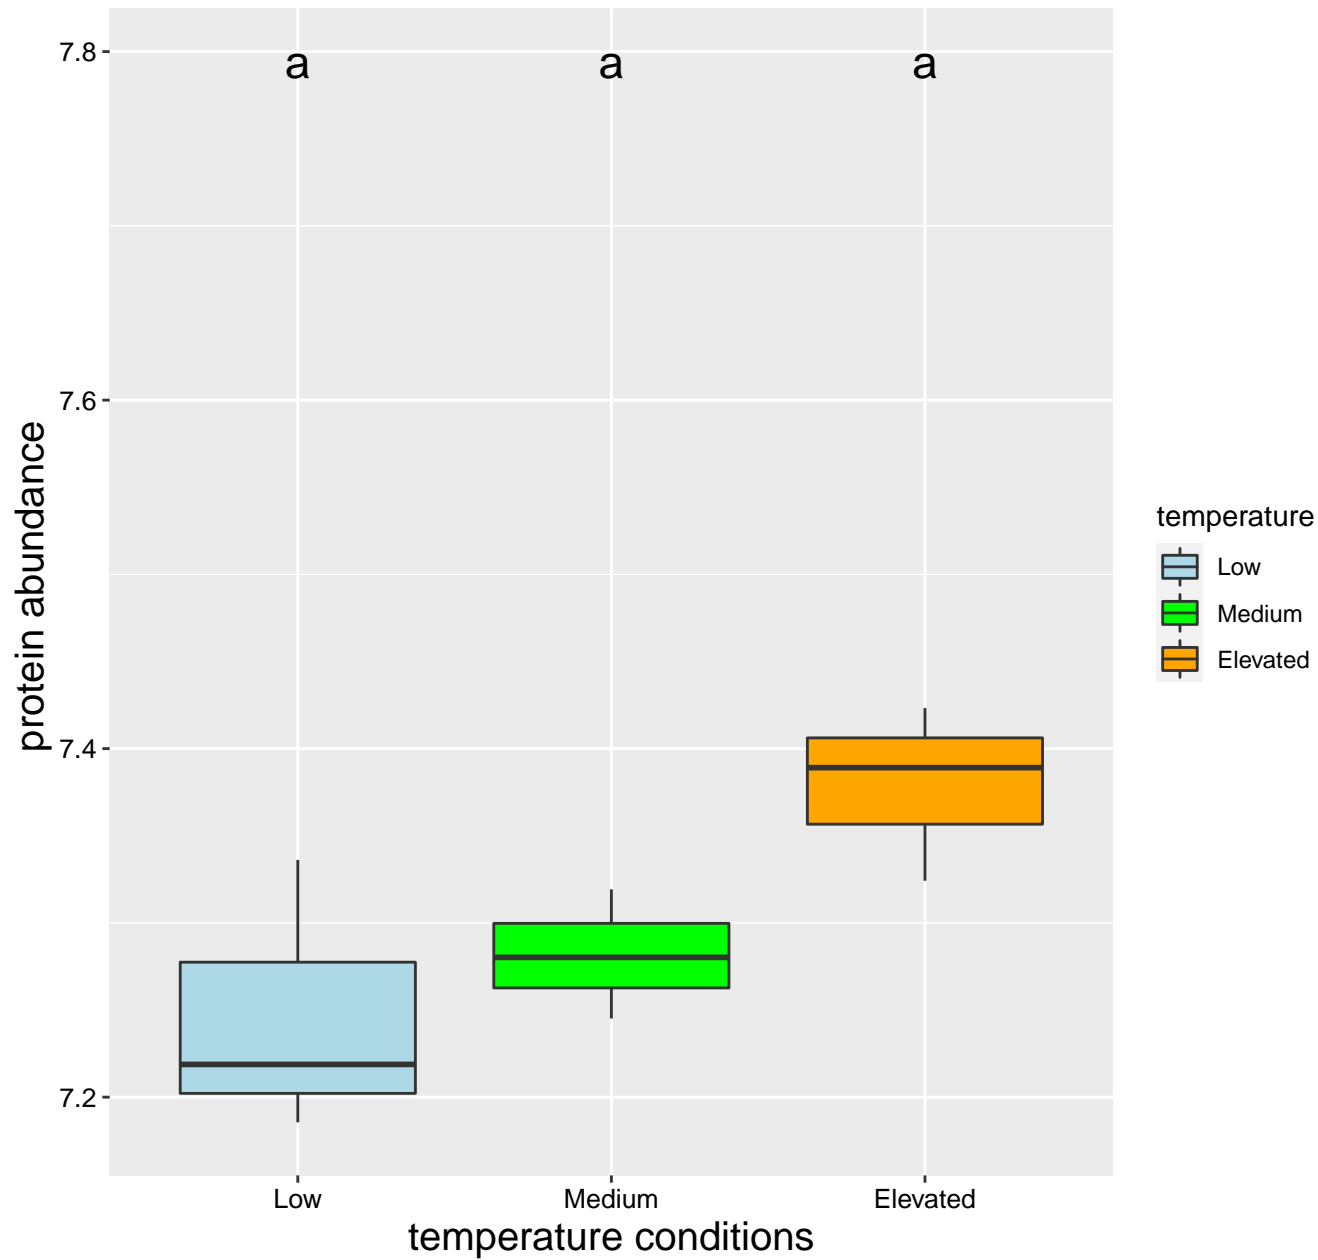 7.8
a a a
7.6
7.4
7.2
protein abundance
Low Medium Elevated
temperature conditions
temperature
Low
Medium
Elevated